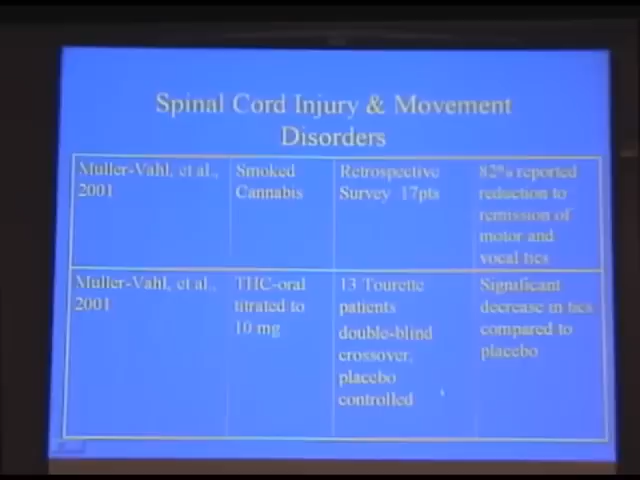 Spinal Cord Injury & Movement
Disorders
Muller-Vahl, et al.,
2001
Smoked
Cannabis
Retrospective
Survey 17pts
82% reported
reduction to
remission of
motor and
vocal tics
Muller-Vahl, et al.,
2001
THC-oral
titrated to
10 mg
13 Tourette
patients
double-blind
crossover,
placebo
controlled
Significant
decrease in tics
compared to
placebo